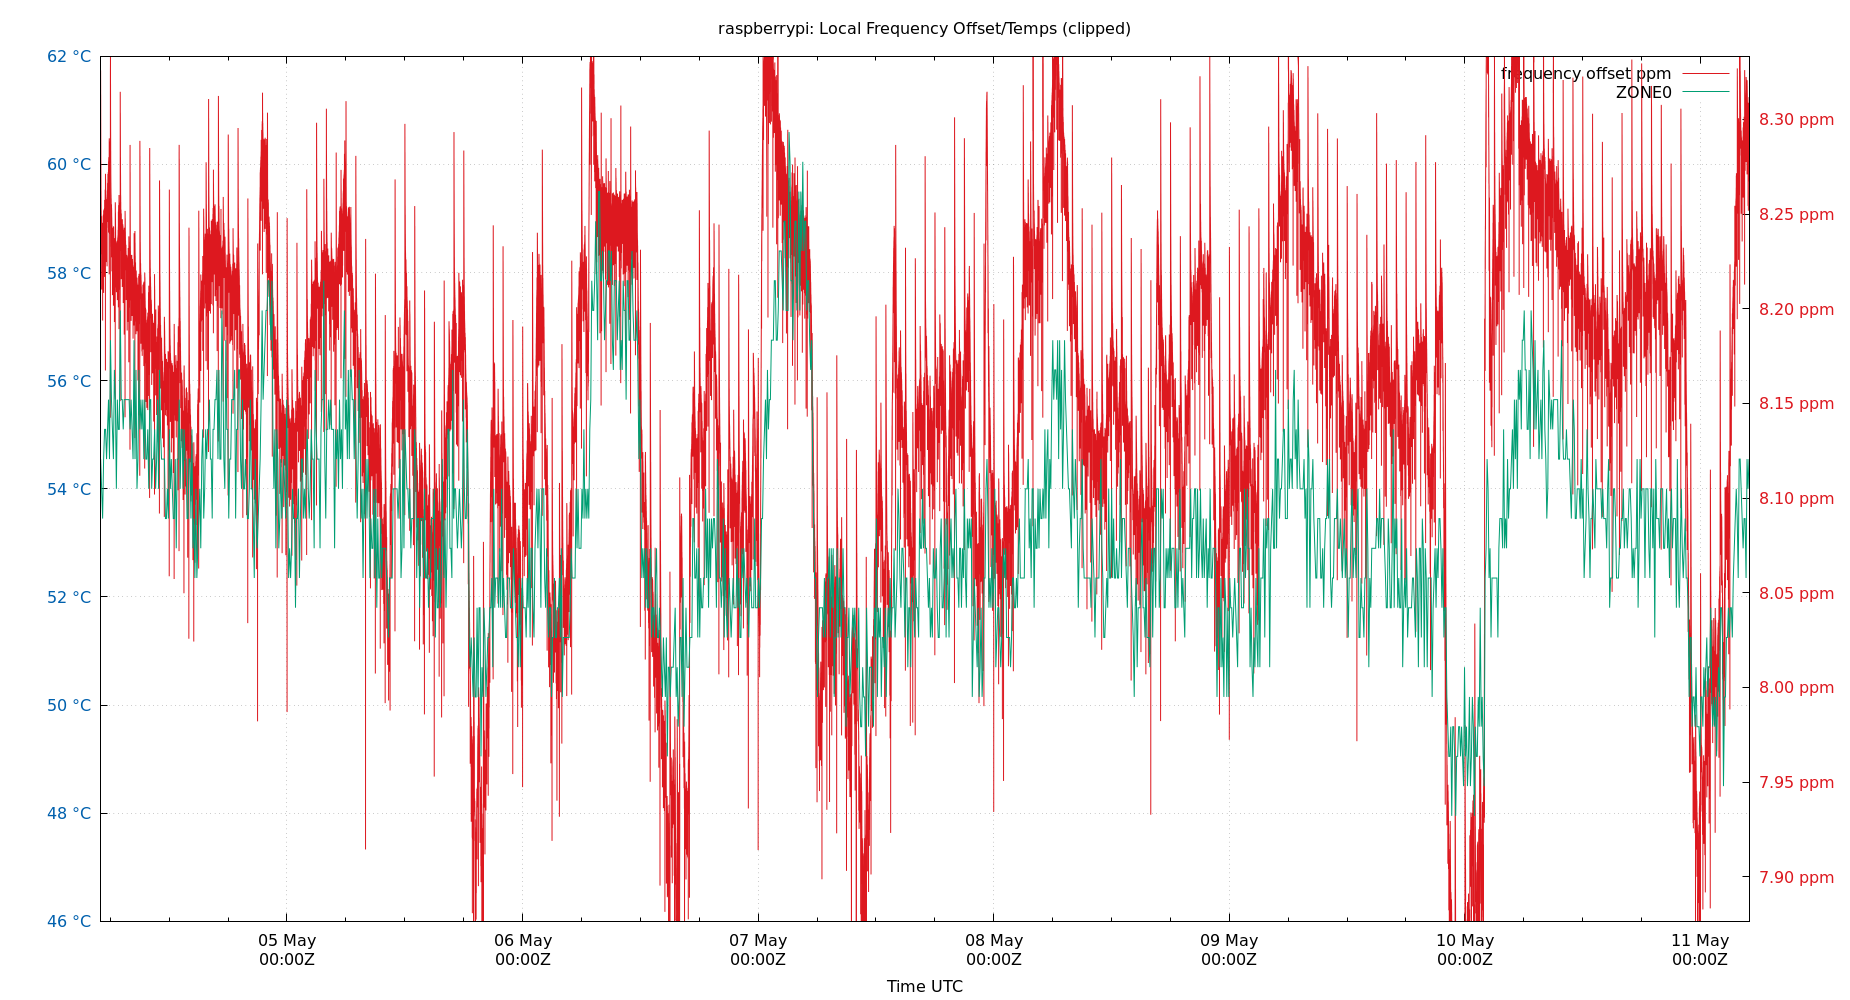 raspberrypi: Local Frequency Offset/Temps (clipped)
62 °C
60 °C
58 °C
56 °C
54 °C
52 °C
50 °C
48 °C
46 °C
frequency offset ppm
ZONE0
8.30 ppm
8.25 ppm
8.20 ppm
8.15 ppm
8.10 ppm
8.05 ppm
8.00 ppm
7.95 ppm
7.90 ppm
05 May
00:00Z
06 May
00:00Z
07 May
00:00Z
08 May
00:00Z
09 May
00:00Z
10 May
00:00Z
11 May
00:00Z
Time UTC